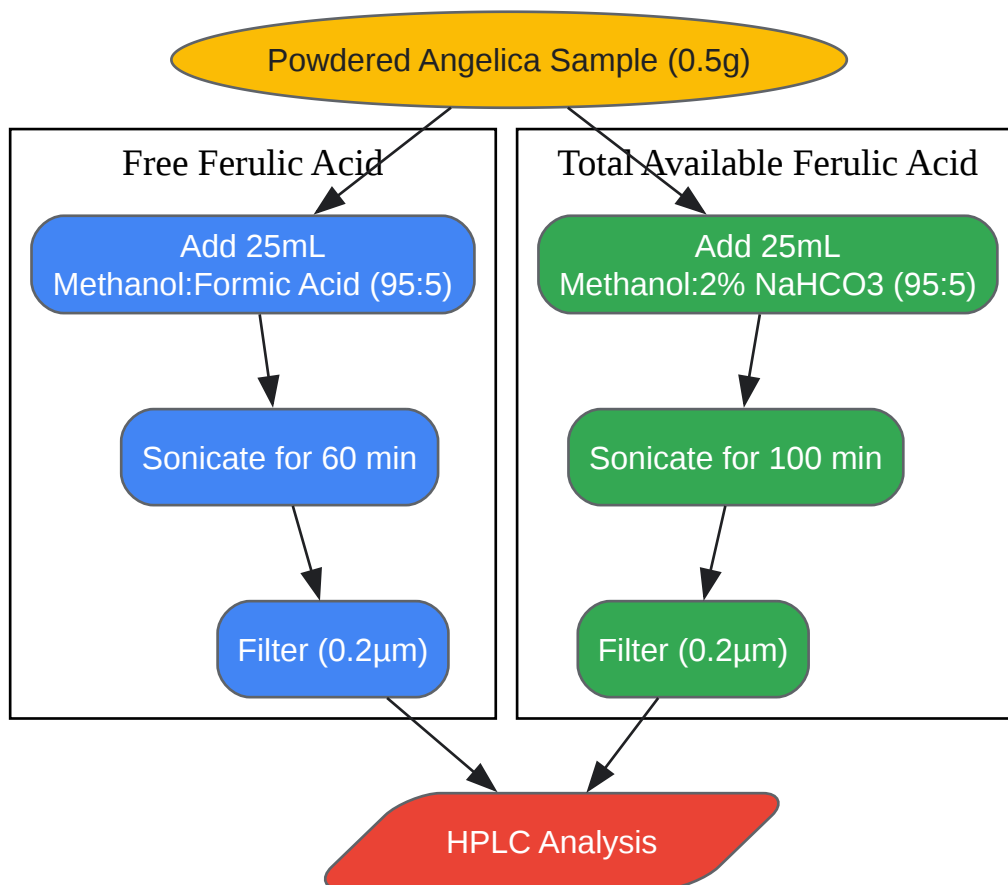 Powdered Angelica Sample (0.5g)
Free Ferulic Acid
Add 25mL
Methanol:Formic Acid (95:5)
Sonicate for 60 min
Filter (0.2µm)
Total Available Ferulic Acid
Add 25mL
Methanol:2% NaHCO3 (95:5)
Sonicate for 100 min
Filter (0.2µm)
HPLC Analysis